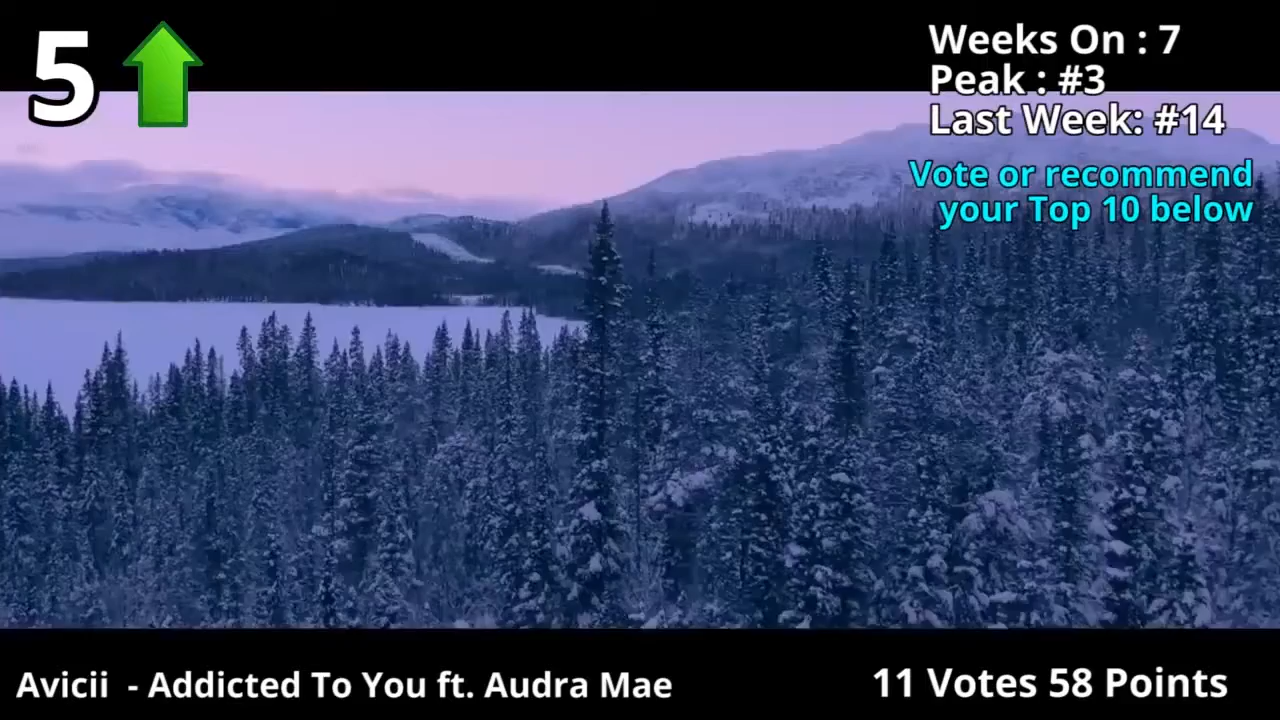 5
Weeks On : 7
Peak : #3
Last Week: #14
Vote or recommend
your Top 10 below
Avicii - Addicted To You ft. Audra Mae
11 Votes 58 Points